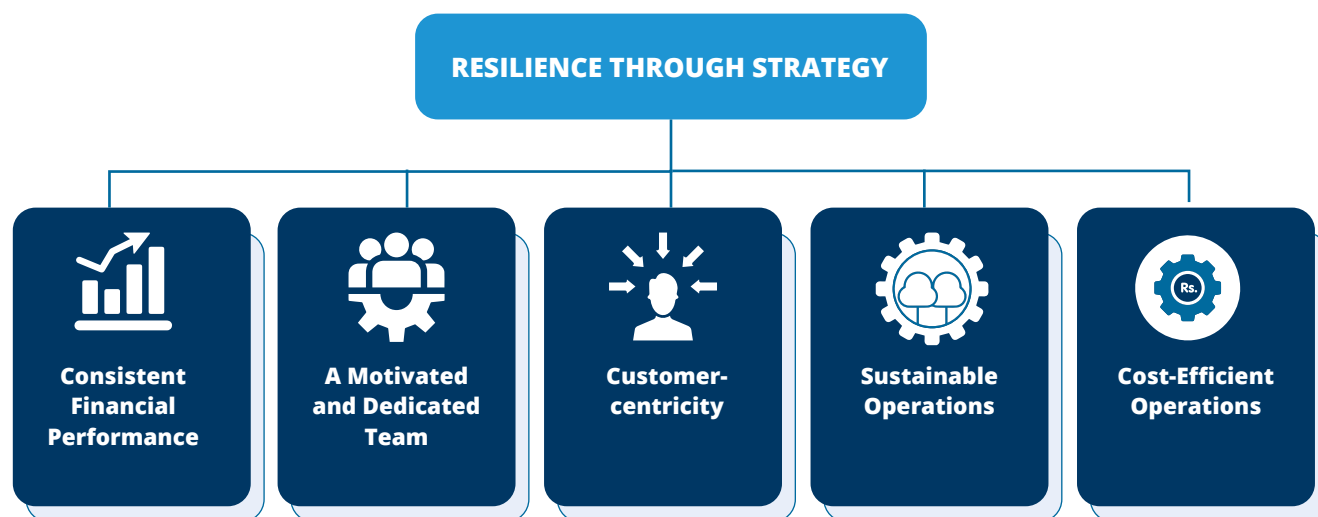 RESILIENCE THROUGH STRATEGY
Consistent
Financial
Performance
A Motivated
and Dedicated
Team
Customer-
centricity
Sustainable
Operations
Rs.
Cost-Efficient
Operations